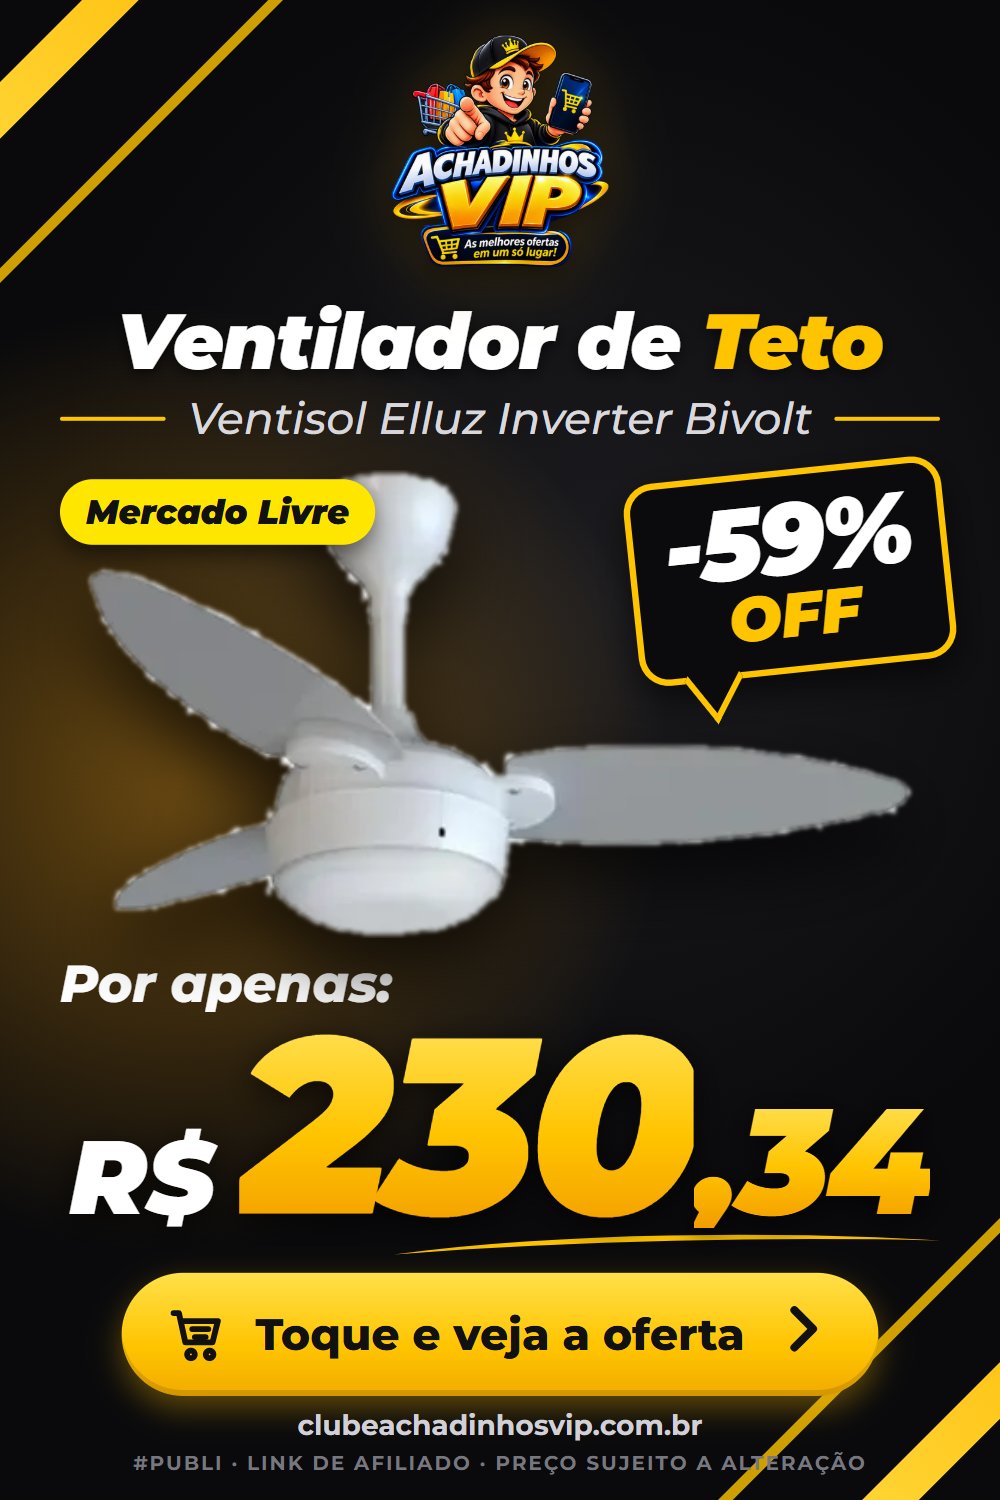 ACHADINHOS
VIP
As melhores ofertas
em um só lugar!
Ventilador de Teto
Ventisol Elluz Inverter Bivolt
Mercado Livre
-59%
OFF
Por apenas:
R$ 230,34
Toque e veja a oferta
clubeachadinhosvip.com.br
#PUBLI · LINK DE AFILIADO · PREÇO SUJEITO A ALTERAÇÃO